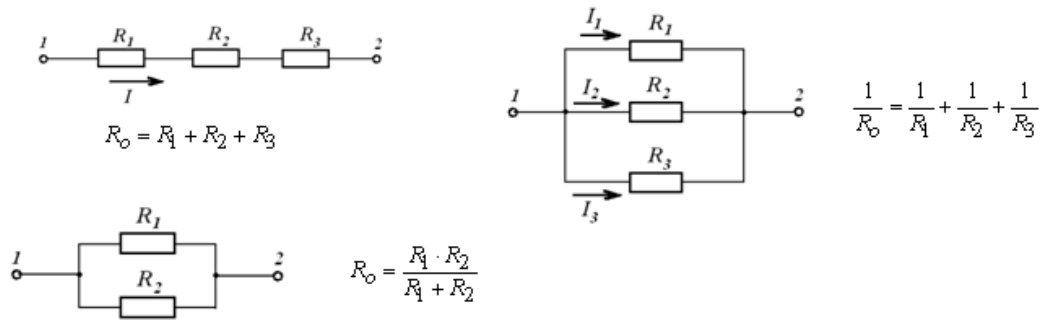 1 R₁ R₂ R₃ 2
I
Rₒ = R₁ + R₂ + R₃
I₁ R₁
1 I₂ R₂ 2
I₃ R₃
1/Rₒ = 1/R₁ + 1/R₂ + 1/R₃
R₁
1 2
R₂
Rₒ = (R₁ · R₂)/(R₁ + R₂)